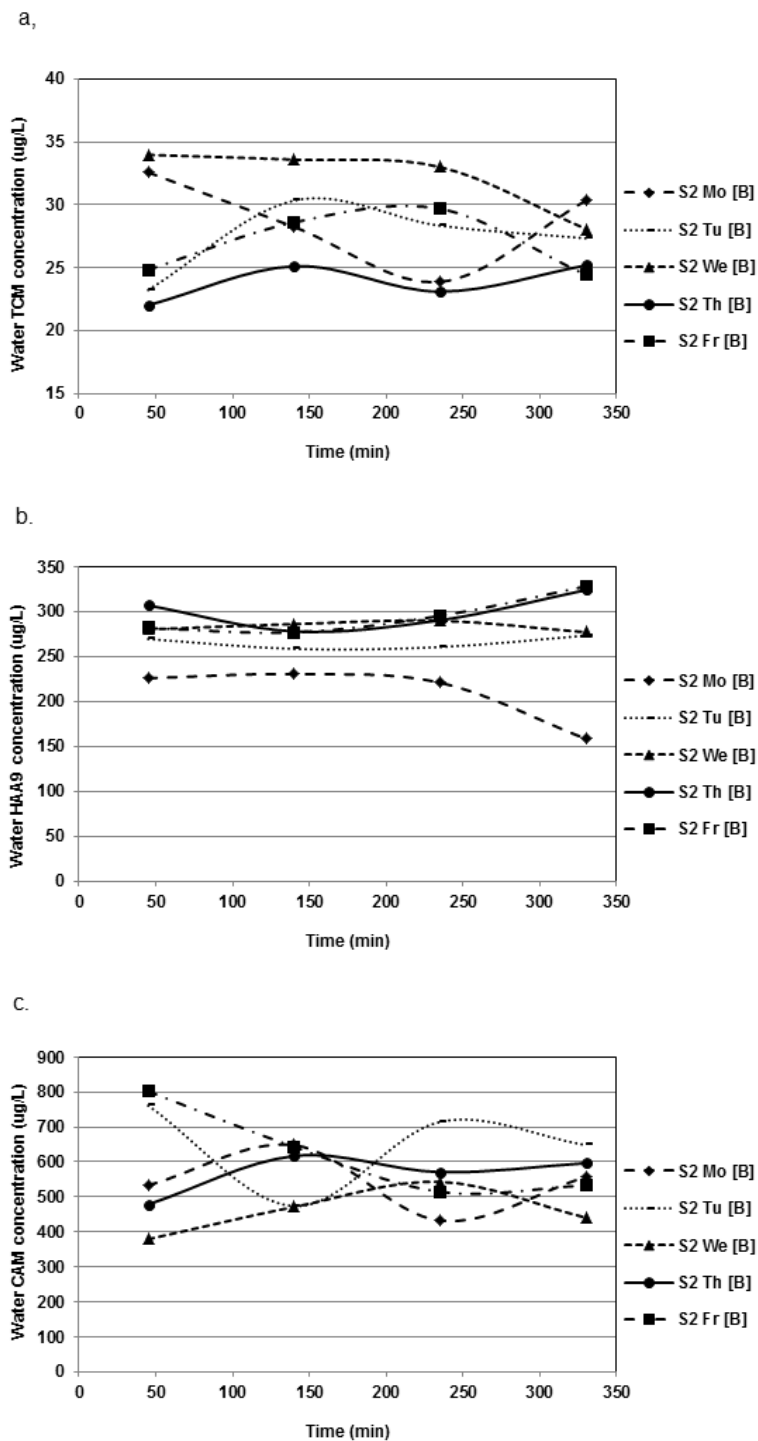 a,
Water TCM concentration (ug/L)
40
35
30
25
20
15
0 50 100 150 200 250 300 350
Time (min)
S2 Mo [B]
S2 Tu [B]
S2 We [B]
S2 Th [B]
S2 Fr [B]
b.
Water HAA9 concentration (ug/L)
350
300
250
200
150
100
50
0
0 50 100 150 200 250 300 350
Time (min)
S2 Mo [B]
S2 Tu [B]
S2 We [B]
S2 Th [B]
S2 Fr [B]
c.
Water CAM concentration (ug/L)
900
800
700
600
500
400
300
200
100
0
0 50 100 150 200 250 300 350
Time (min)
S2 Mo [B]
S2 Tu [B]
S2 We [B]
S2 Th [B]
S2 Fr [B]